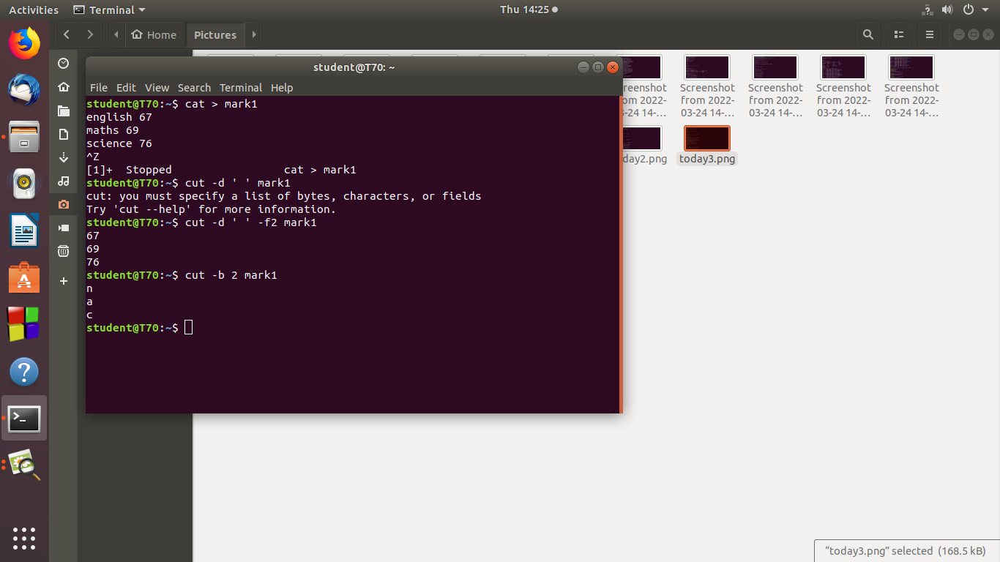 Activities Terminal Thu 14:25
Home Pictures
student@T70: ~
File Edit View Search Terminal Help
student@T70:~$ cat > mark1
english 67
maths 69
science 76
^Z
[1]+  Stopped                 cat > mark1
student@T70:~$ cut -d ' ' mark1
cut: you must specify a list of bytes, characters, or fields
Try 'cut --help' for more information.
student@T70:~$ cut -d ' ' -f2 mark1
67
69
76
student@T70:~$ cut -b 2 mark1
n
a
c
student@T70:~$
reenshot Screenshot Screenshot Screenshot Screenshot
om 2022- from 2022- from 2022- from 2022- from 2022-
-24 14-... 03-24 14-... 03-24 14-... 03-24 14-... 03-24 14-...
day2.png today3.png
“today3.png” selected (168.5 kB)